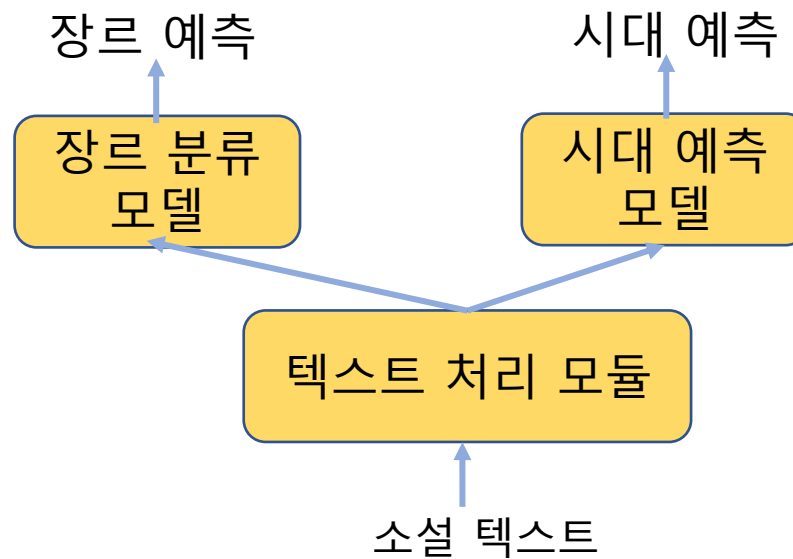 장르 예측
시대 예측
장르 분류
모델
시대 예측
모델
텍스트 처리 모듈
소설 텍스트